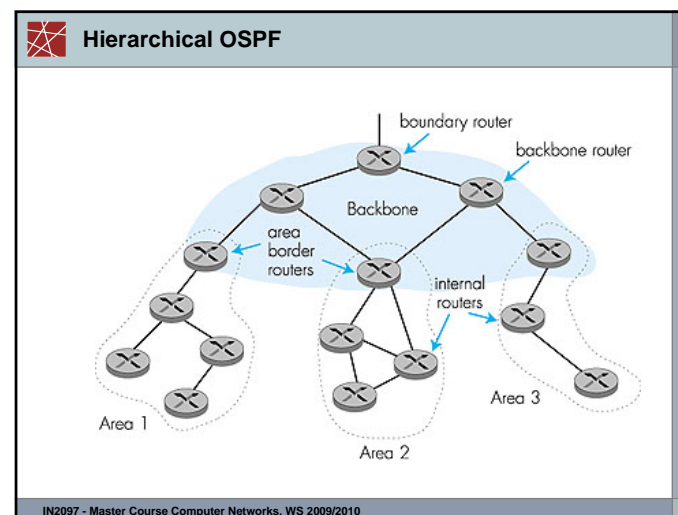 Hierarchical OSPF
boundary router
backbone router
Backbone
area
border
routers
internal
routers
Area 1
Area 2
Area 3
IN2097 - Master Course Computer Networks, WS 2009/2010